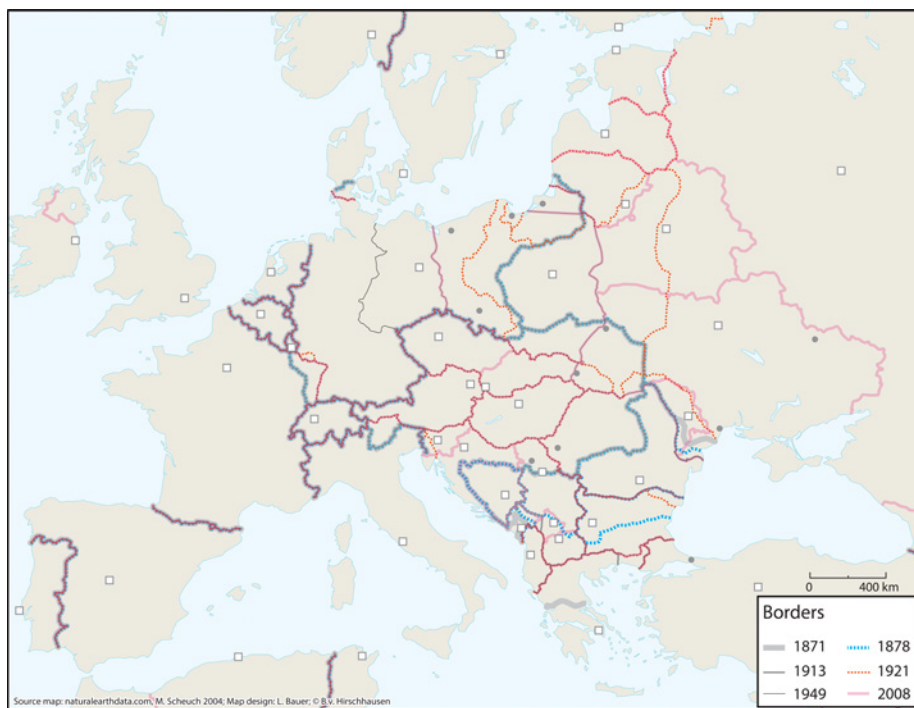 400 km
Borders
1871
1878
1913
1921
1949
2008
Source map: naturalearthdata.com, M. Scheuch 2004; Map design: L. Bauer; © B.v. Hirschhausen